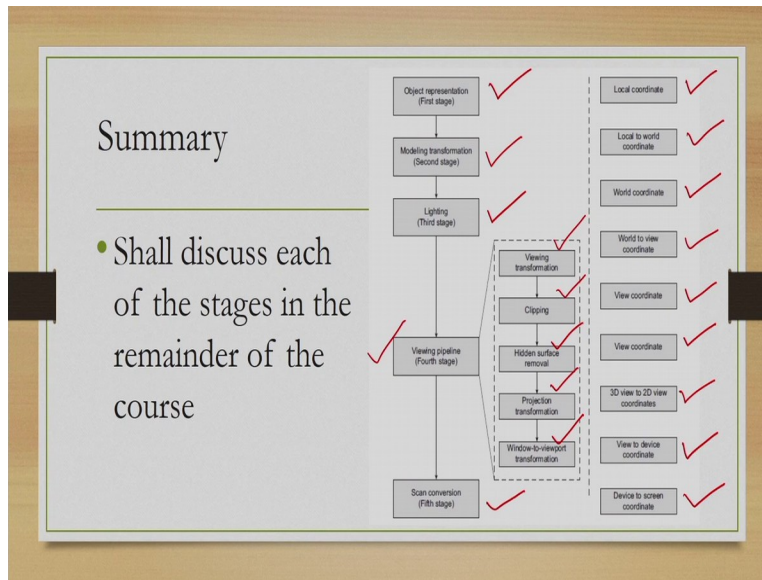 Summary
• Shall discuss each
of the stages in the
remainder of the
course
Object representation
(First stage)
Modeling transformation
(Second stage)
Lighting
(Third stage)
Viewing pipeline
(Fourth stage)
Scan conversion
(Fifth stage)
Viewing
transformation
Clipping
Hidden surface
removal
Projection
transformation
Window-to-viewport
transformation
Local coordinate
Local to world
coordinate
World coordinate
World to view
coordinate
View coordinate
View coordinate
3D view to 2D view
coordinates
View to device
coordinate
Device to screen
coordinate